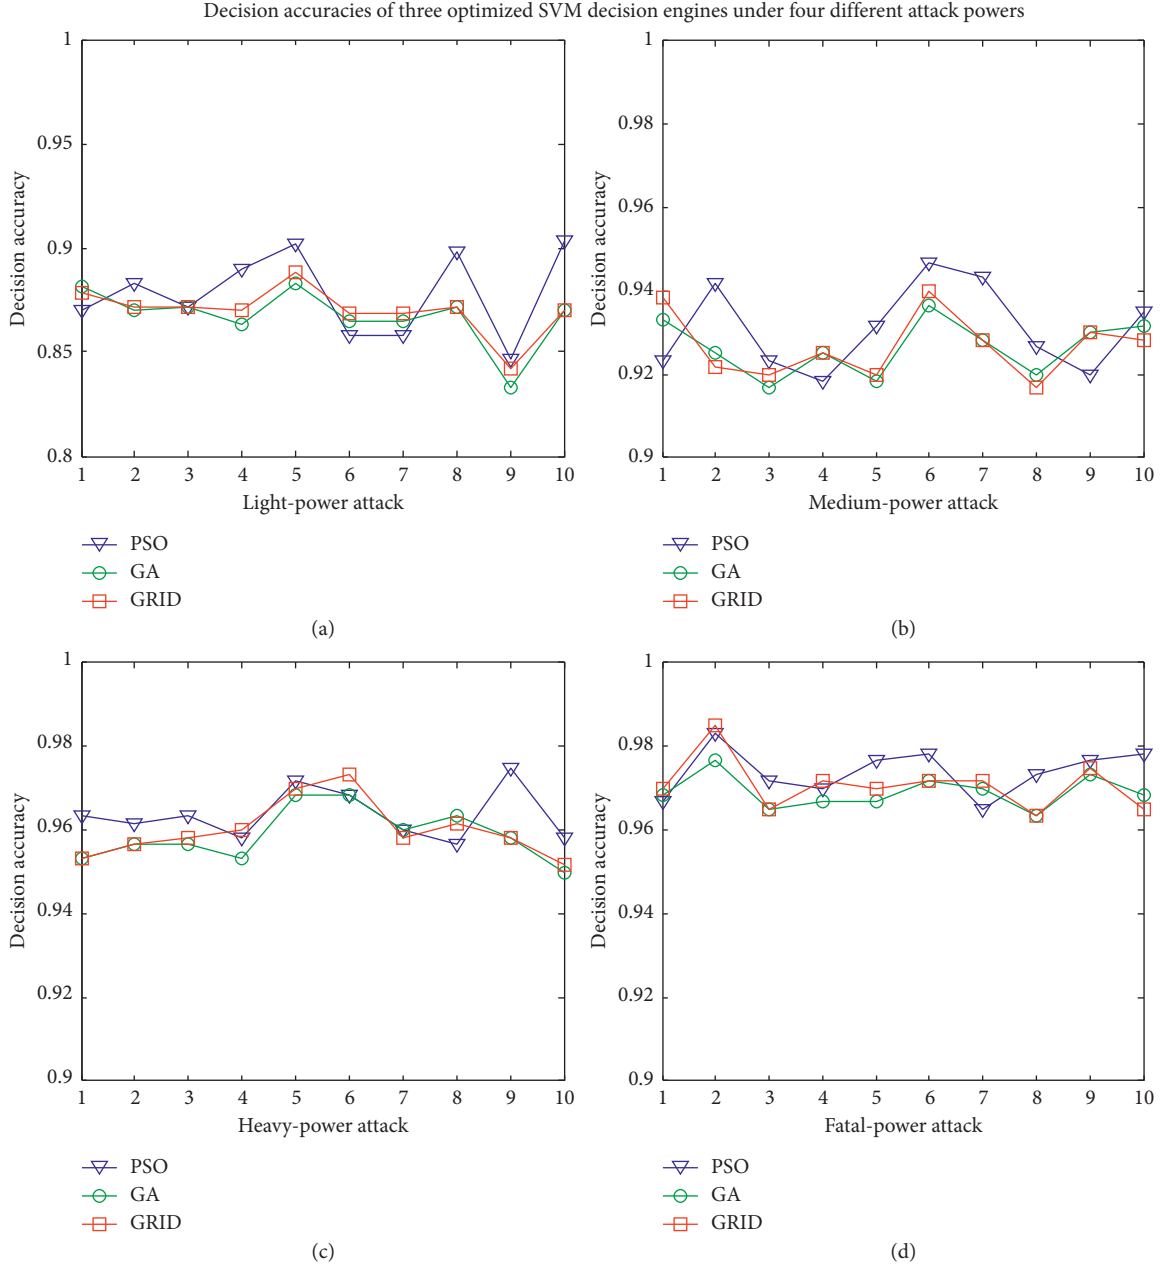 Decision accuracies of three optimized SVM decision engines under four different attack powers
1
0.95
0.9
0.85
0.8
Decision accuracy
1 2 3 4 5 6 7 8 9 10
Light-power attack
PSO
GA
GRID
(a)
1
0.98
0.96
0.94
0.92
0.9
Decision accuracy
1 2 3 4 5 6 7 8 9 10
Medium-power attack
PSO
GA
GRID
(b)
1
0.98
0.96
0.94
0.92
0.9
Decision accuracy
1 2 3 4 5 6 7 8 9 10
Heavy-power attack
PSO
GA
GRID
(c)
1
0.98
0.96
0.94
0.92
0.9
Decision accuracy
1 2 3 4 5 6 7 8 9 10
Fatal-power attack
PSO
GA
GRID
(d)